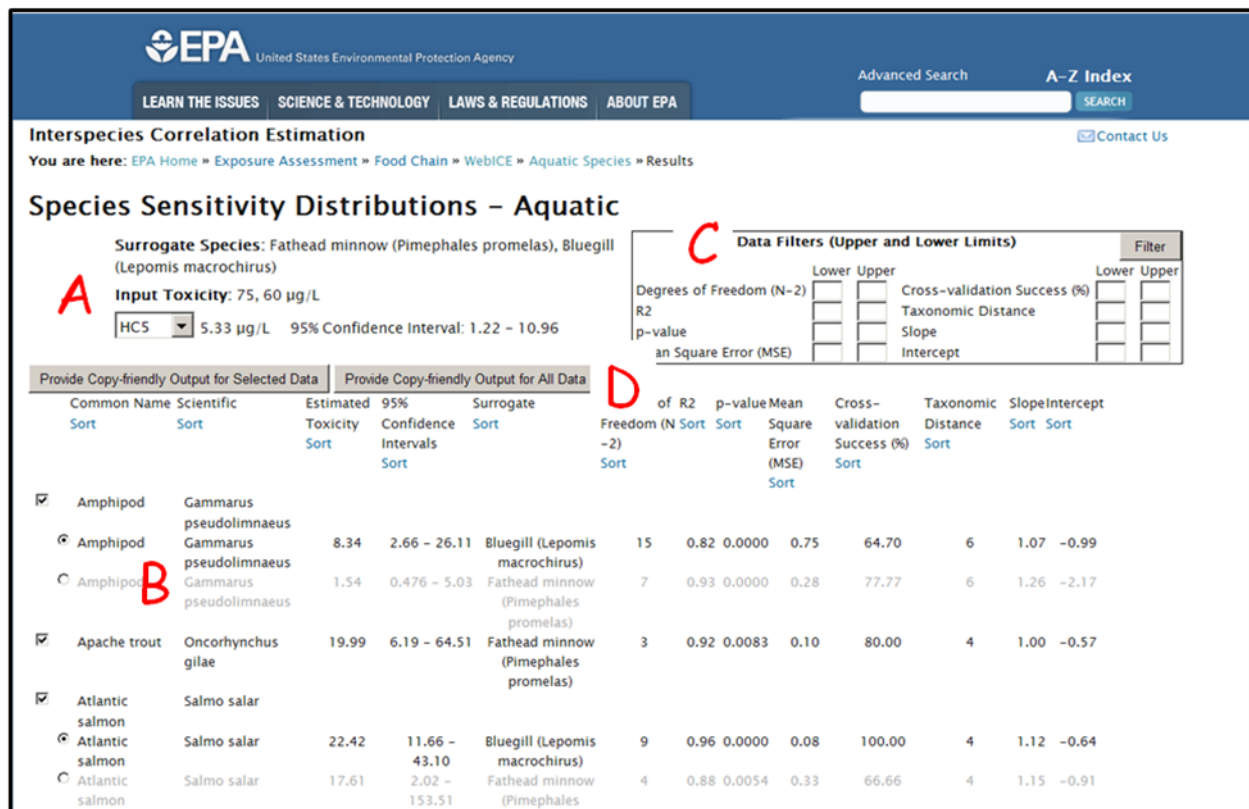 EPA United States Environmental Protection Agency
Advanced Search A-Z Index
LEARN THE ISSUES SCIENCE & TECHNOLOGY LAWS & REGULATIONS ABOUT EPA
SEARCH
Interspecies Correlation Estimation
Contact Us
You are here: EPA Home » Exposure Assessment » Food Chain » WebICE » Aquatic Species » Results
Species Sensitivity Distributions - Aquatic
Surrogate Species: Fathead minnow (Pimephales promelas), Bluegill
(Lepomis macrochirus)
A
Input Toxicity: 75, 60 µg/L
HC5 5.33 µg/L 95% Confidence Interval: 1.22 - 10.96
C
Data Filters (Upper and Lower Limits) Filter
Lower Upper Lower Upper
Degrees of Freedom (N-2) Cross-validation Success (%)
R2 Taxonomic Distance
p-value Slope
an Square Error (MSE) Intercept
Provide Copy-friendly Output for Selected Data Provide Copy-friendly Output for All Data
D
Common Name Scientific Estimated 95% Surrogate of R2 p-value Mean Cross- Taxonomic Slope Intercept
Sort Sort Toxicity Confidence Sort Freedom (N Sort Sort Square validation Distance Sort Sort
Sort Intervals -2) Error Success (%) Sort
Sort Sort (MSE) Sort
Sort
Amphipod Gammarus
pseudolimnaeus
Amphipod Gammarus 8.34 2.66 - 26.11 Bluegill (Lepomis 15 0.82 0.0000 0.75 64.70 6 1.07 -0.99
pseudolimnaeus macrochirus)
B
Amphipod Gammarus 1.54 0.476 - 5.03 Fathead minnow 7 0.93 0.0000 0.28 77.77 6 1.26 -2.17
pseudolimnaeus (Pimephales
promelas)
Apache trout Oncorhynchus 19.99 6.19 - 64.51 Fathead minnow 3 0.92 0.0083 0.10 80.00 4 1.00 -0.57
gilae (Pimephales
promelas)
Atlantic Salmo salar
salmon
Atlantic Salmo salar 22.42 11.66 - Bluegill (Lepomis 9 0.96 0.0000 0.08 100.00 4 1.12 -0.64
salmon 43.10 macrochirus)
Atlantic Salmo salar 17.61 2.02 - Fathead minnow 4 0.88 0.0054 0.33 66.66 4 1.15 -0.91
salmon 153.51 (Pimephales